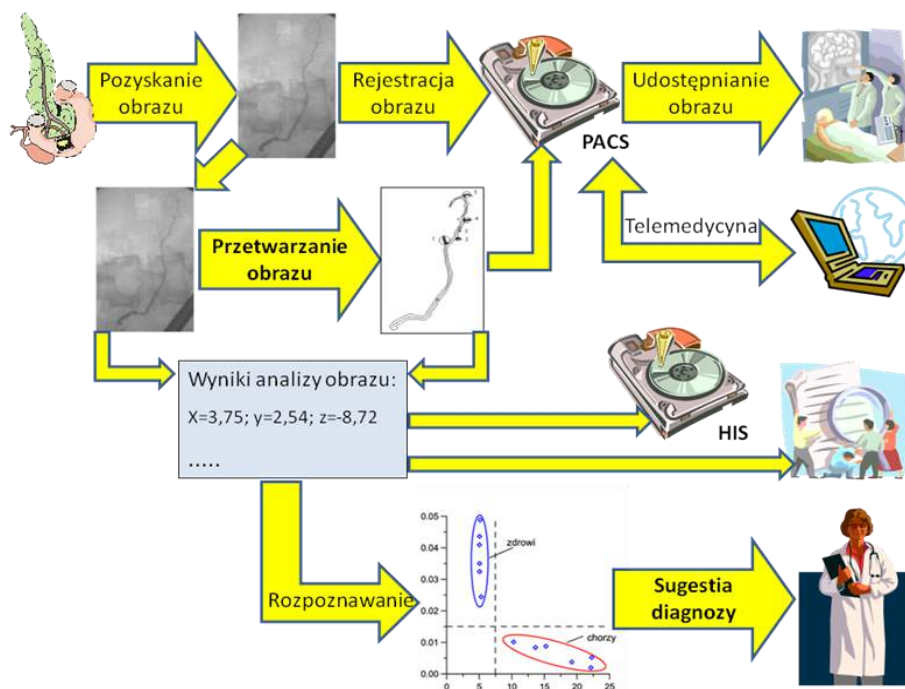 Pozyskanie
obrazu
Rejestracja
obrazu
PACS
Udostępnianie
obrazu
Przetwarzanie
obrazu
Telemedycyna
Wyniki analizy obrazu:
X=3,75; y=2,54; z=-8,72
.....
HIS
Rozpoznawanie
0.05
0.04
0.03
0.02
0.01
0.00
0
5
10
15
20
25
zdrowi
chorzy
Sugestia
diagnozy